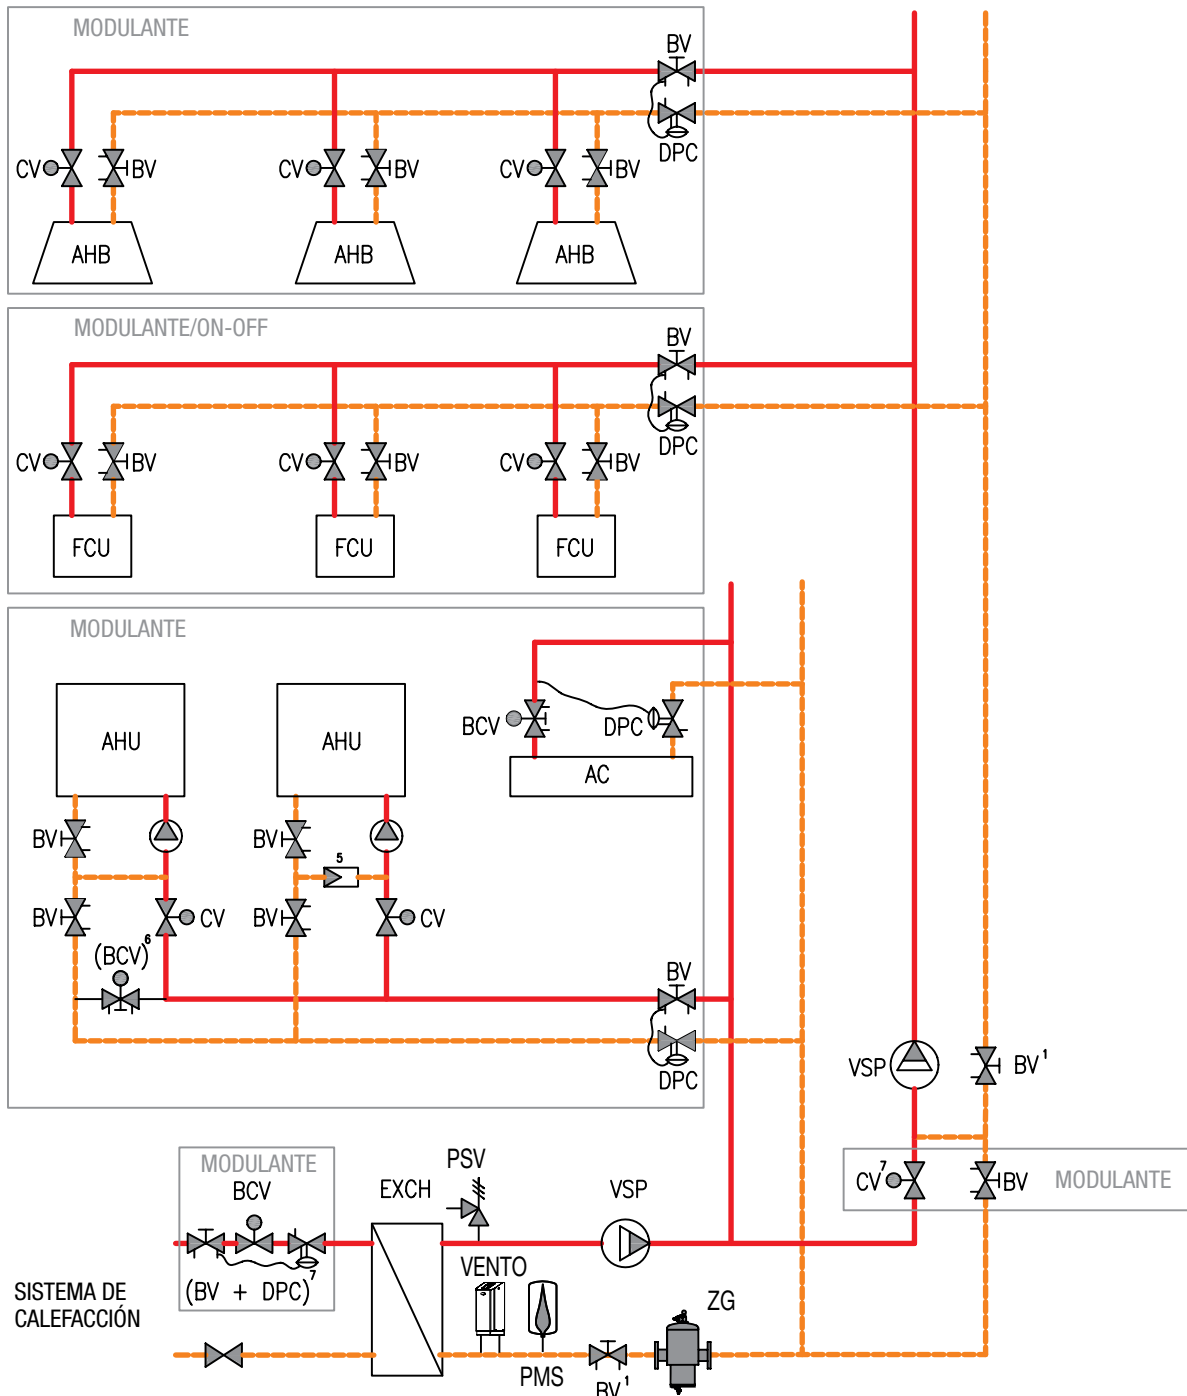 MODULANTE
BV
DPC
CV BV CV BV CV BV
AHB AHB AHB
MODULANTE/ON-OFF
BV
DPC
CV BV CV BV CV BV
FCU FCU FCU
MODULANTE
AHU AHU
BCV DPC
AC
BV BV
5
BV CV BV CV
(BCV)6
BV
DPC
VSP BV1
MODULANTE
BCV
EXCH
PSV
VSP
CV7 BV MODULANTE
(BV + DPC)7
VENTO
SISTEMA DE
CALEFACCIÓN
PMS
BV1
ZG